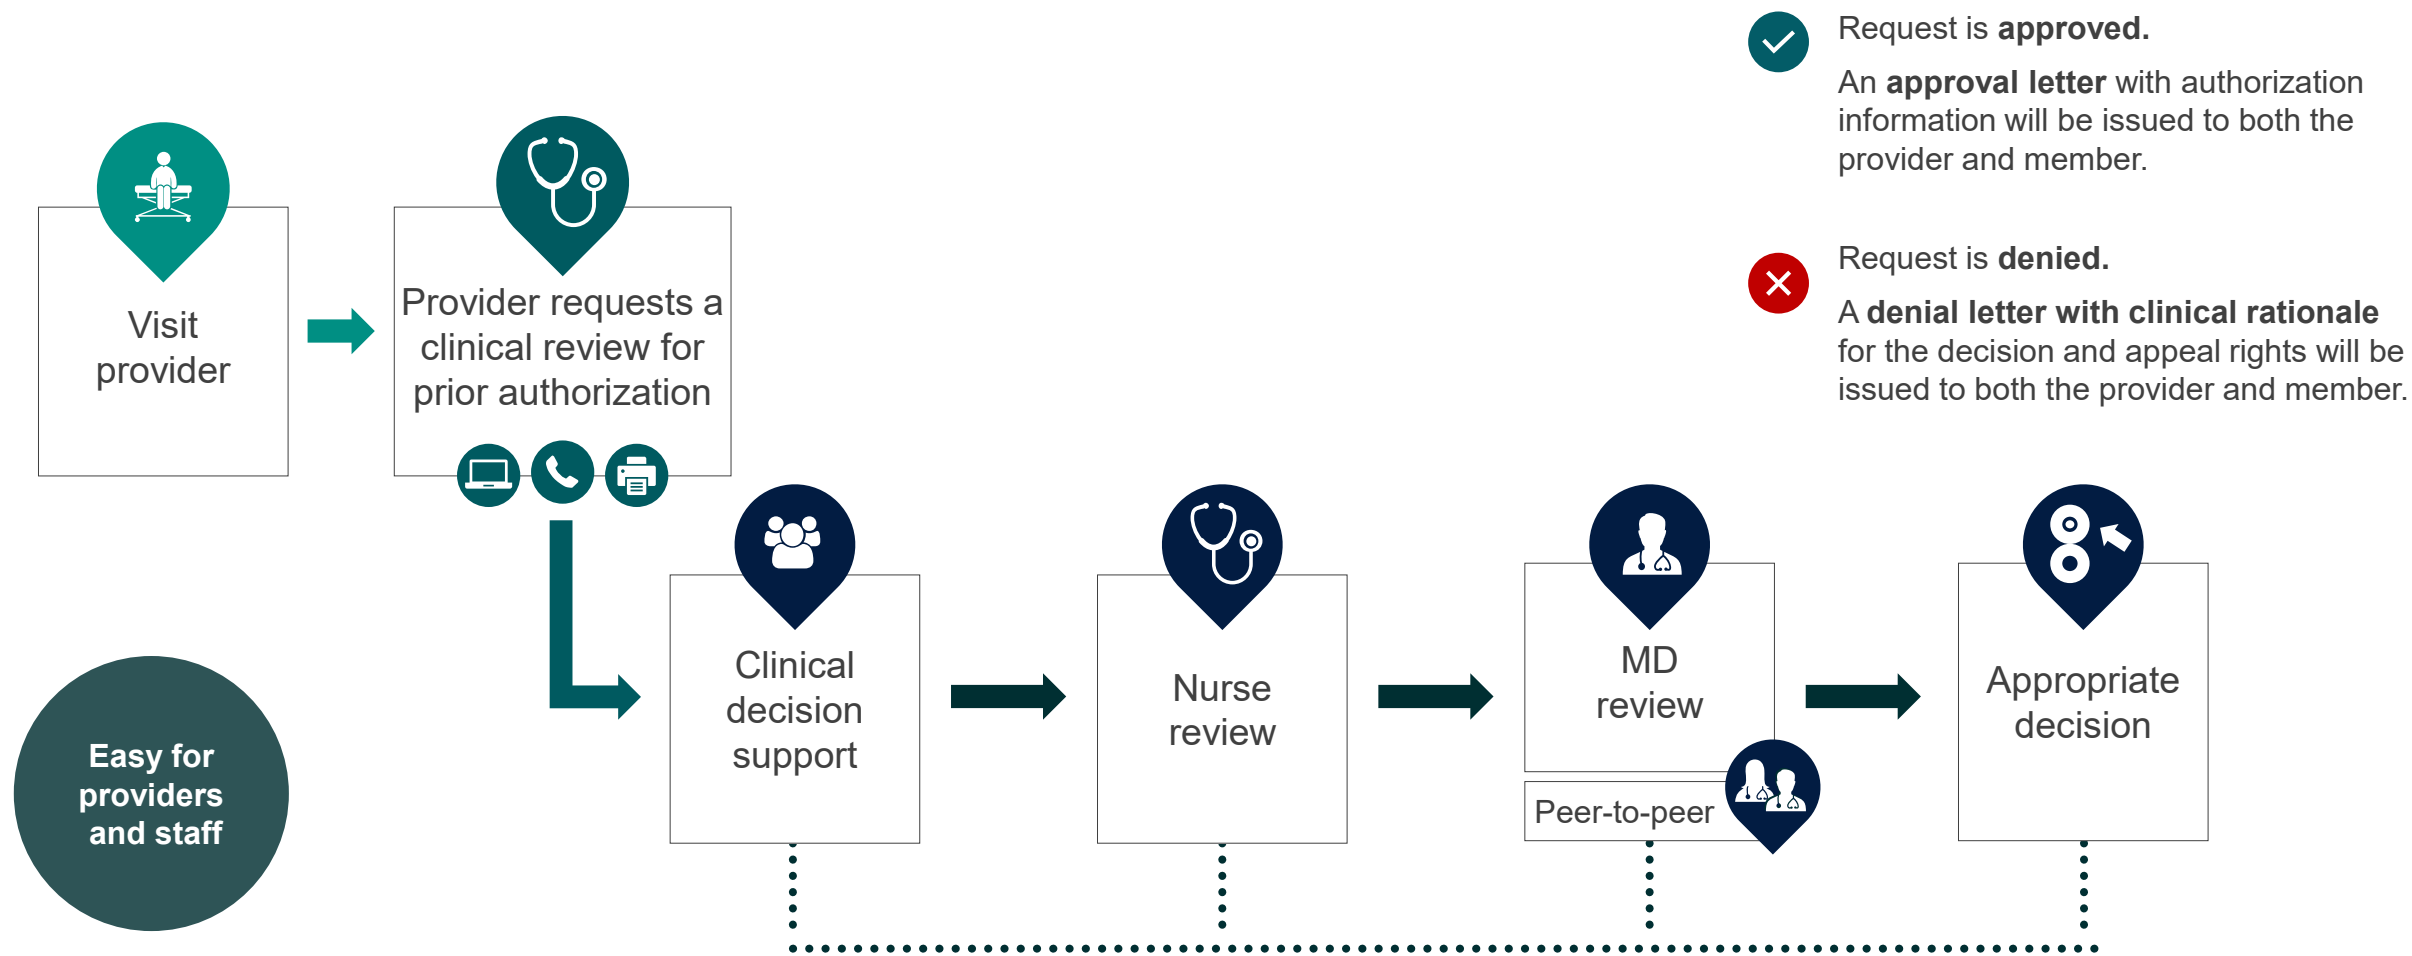 Request is approved.
An approval letter with authorization
information will be issued to both the
provider and member.
Request is denied.
A denial letter with clinical rationale
for the decision and appeal rights will be
issued to both the provider and member.
Visit
provider
Provider requests a
clinical review for
prior authorization
Clinical
decision
support
Nurse
review
MD
review
Peer-to-peer
Appropriate
decision
Easy for
providers
and staff